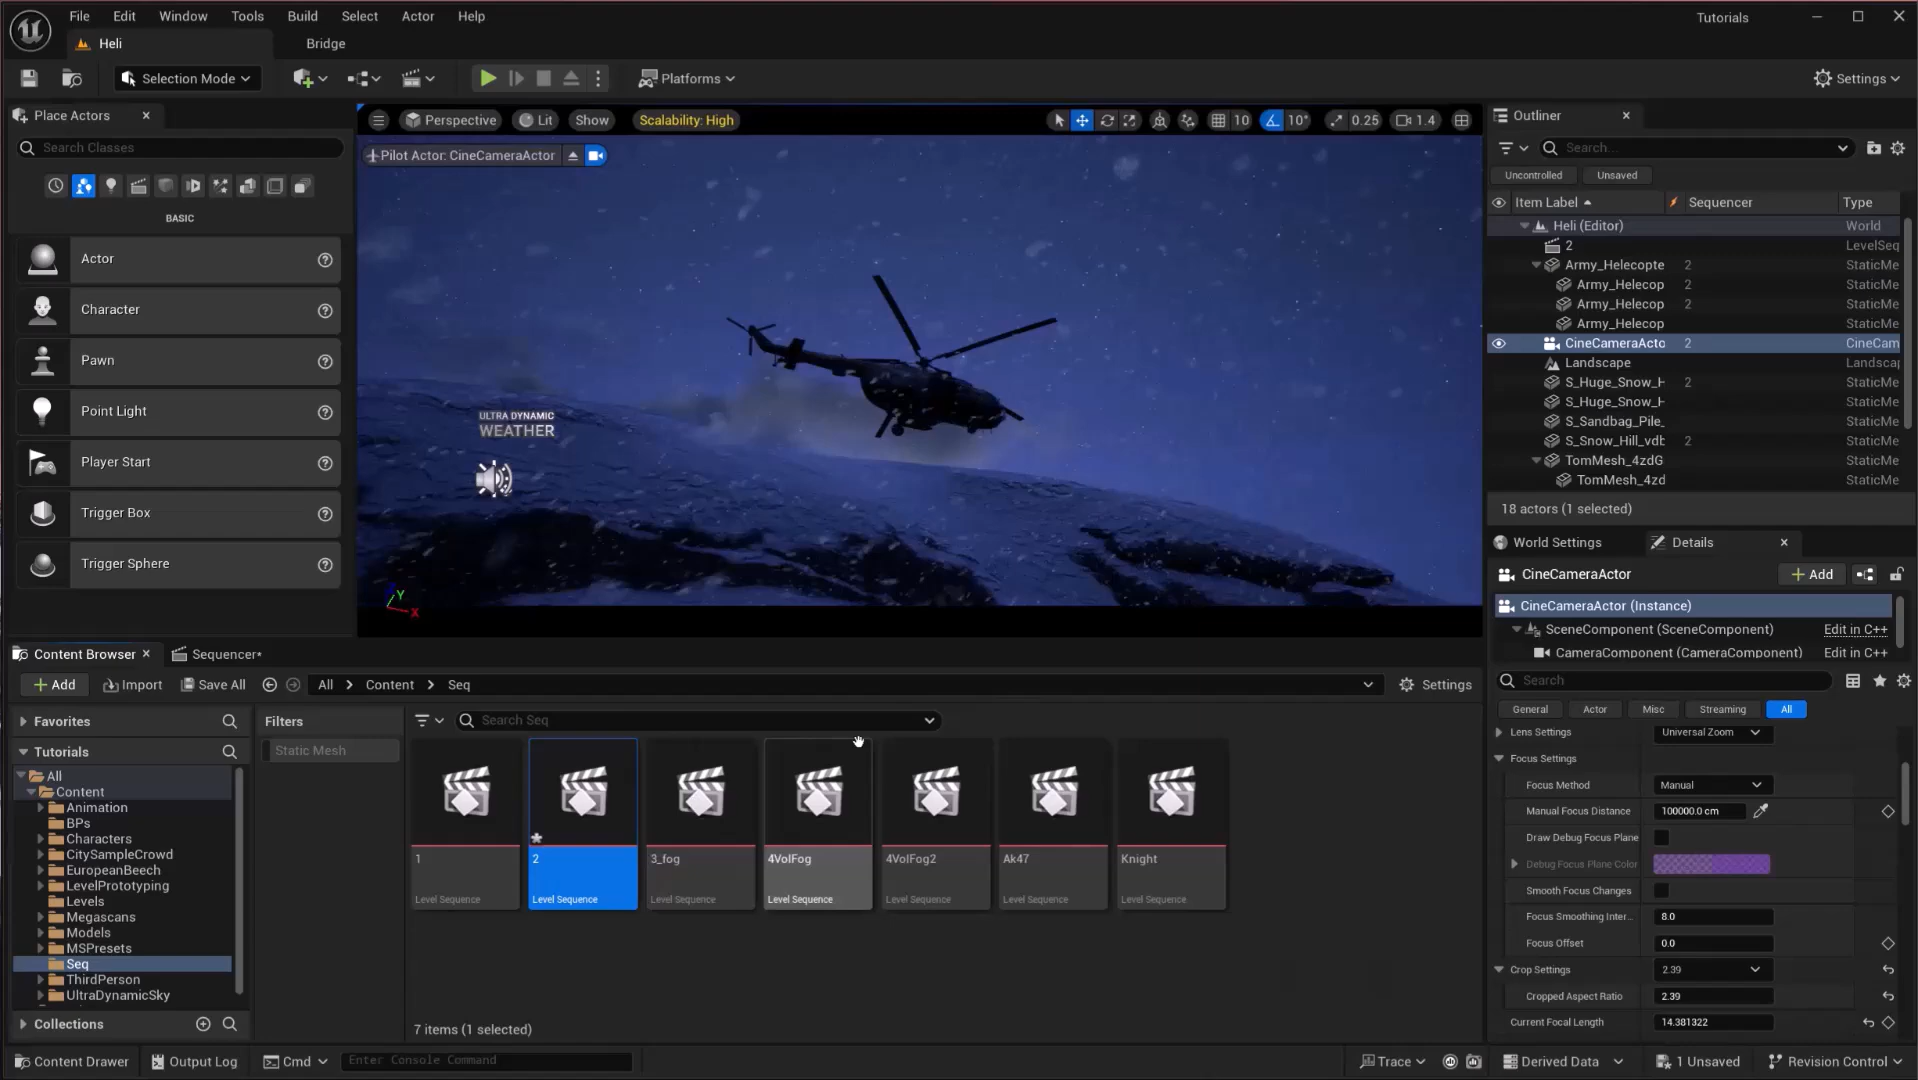 File Edit Window Tools Build Select Actor Help
Tutorials
Heli
Bridge
Selection Mode
Platforms
Settings
Place Actors
Search Classes
BASIC
Actor
Character
Pawn
Point Light
Player Start
Trigger Box
Trigger Sphere
Perspective
Lit
Show
Scalability: High
10
10°
0.25
1.4
Pilot Actor: CineCameraActor
ULTRA DYNAMIC
WEATHER
Y
X
Outliner
Search...
Uncontrolled
Unsaved
Item Label
Sequencer
Type
Heli (Editor) World
2 LevelSeq
Army_Helecopte 2 StaticMe
Army_Helecop 2 StaticMe
Army_Helecop 2 StaticMe
Army_Helecop StaticMe
CineCameraActo 2 CineCam
Landscape Landsca
S_Huge_Snow_H 2 StaticMe
S_Huge_Snow_H StaticMe
S_Sandbag_Pile_ StaticMe
S_Snow_Hill_vdb 2 StaticMe
TomMesh_4zdG StaticMe
TomMesh_4zd StaticMe
18 actors (1 selected)
World Settings
Details
CineCameraActor
Add
CineCameraActor (Instance)
SceneComponent (SceneComponent) Edit in C++
CameraComponent (CameraComponent) Edit in C++
Search
General
Actor
Misc
Streaming
All
Lens Settings Universal Zoom
Focus Settings
Focus Method Manual
Manual Focus Distance 100000.0 cm
Draw Debug Focus Plane
Debug Focus Plane Color
Smooth Focus Changes
Focus Smoothing Inter... 8.0
Focus Offset 0.0
Crop Settings 2.39
Cropped Aspect Ratio 2.39
Current Focal Length 14.381322
Content Browser
Sequencer*
Add
Import
Save All
All
Content
Seq
Settings
Favorites
Tutorials
All
Content
Animation
BPs
Characters
CitySampleCrowd
EuropeanBeech
LevelPrototyping
Levels
Megascans
Models
MSPresets
Seq
ThirdPerson
UltraDynamicSky
Collections
Filters
Static Mesh
Search Seq
1
Level Sequence
2
Level Sequence
3_fog
Level Sequence
4VolFog
Level Sequence
4VolFog2
Level Sequence
Ak47
Level Sequence
Knight
Level Sequence
7 items (1 selected)
Content Drawer
Output Log
Cmd
Enter Console Command
Trace
Derived Data
1 Unsaved
Revision Control